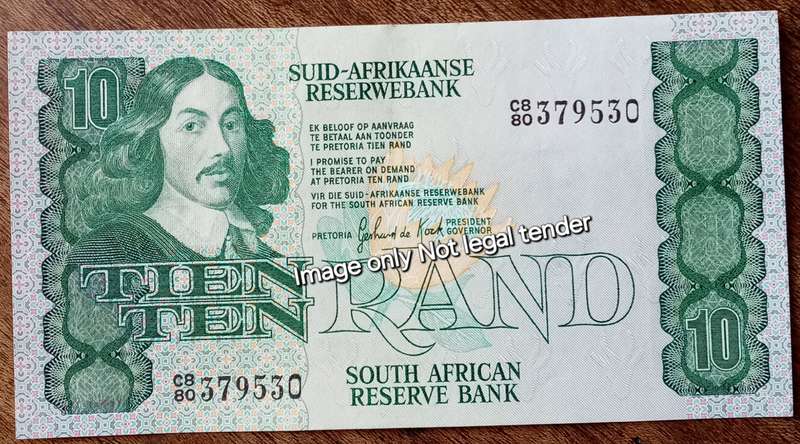 10
SUID-AFRIKAANSE
RESERWEBANK
C8
80 379530
EK BELOOF OP AANVRAAG
TE BETAAL AAN TOONDER
TE PRETORIA TIEN RAND
I PROMISE TO PAY
THE BEARER ON DEMAND
AT PRETORIA TEN RAND
VIR DIE SUID-AFRIKAANSE RESERWEBANK
FOR THE SOUTH AFRICAN RESERVE BANK
PRETORIA Gerhard de Kock PRESIDENT
GOVERNOR
Image only Not legal tender
TIEN
TEN
RAND
10
C8
80 379530
SOUTH AFRICAN
RESERVE BANK